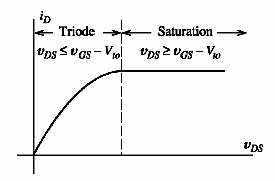 i_D
Triode Saturation
v_DS ≤ v_GS – V_to v_DS ≥ v_GS – V_to
v_DS